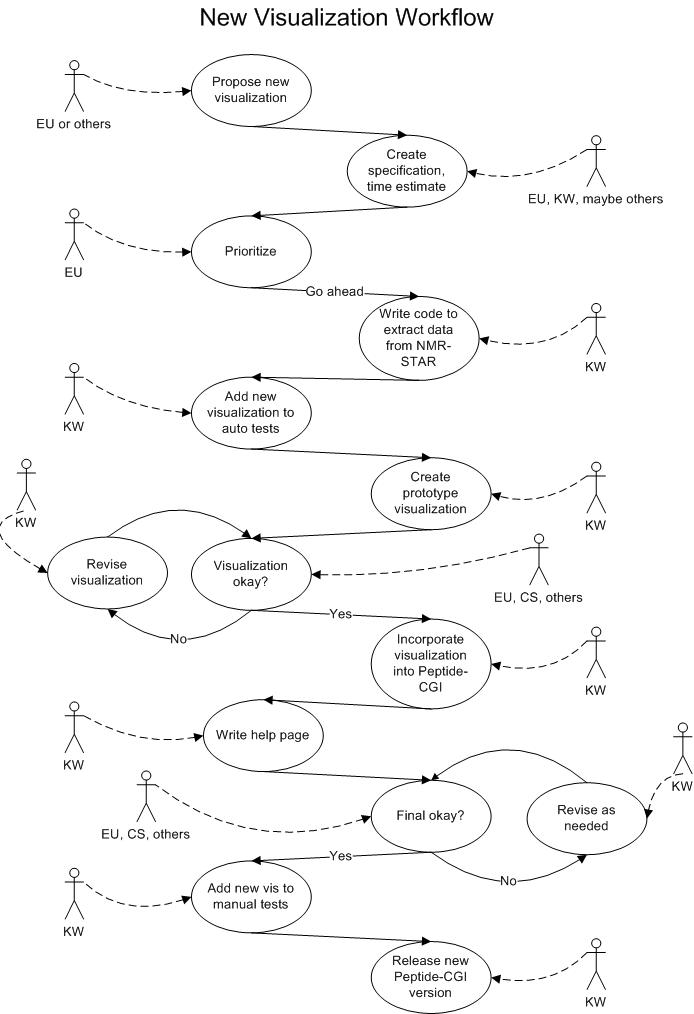 New Visualization Workflow
Propose new
visualization
EU or others
Create
specification,
time estimate
EU, KW, maybe others
Prioritize
EU
Go ahead
Write code to
extract data
from NMR-
STAR
KW
Add new
visualization to
auto tests
KW
Create
prototype
visualization
KW
KW
Revise
visualization
Visualization
okay?
EU, CS, others
No
Yes
Incorporate
visualization
into Peptide-
CGI
KW
Write help page
KW
Final okay?
EU, CS, others
Revise as
needed
KW
Yes
No
Add new vis to
manual tests
KW
Release new
Peptide-CGI
version
KW